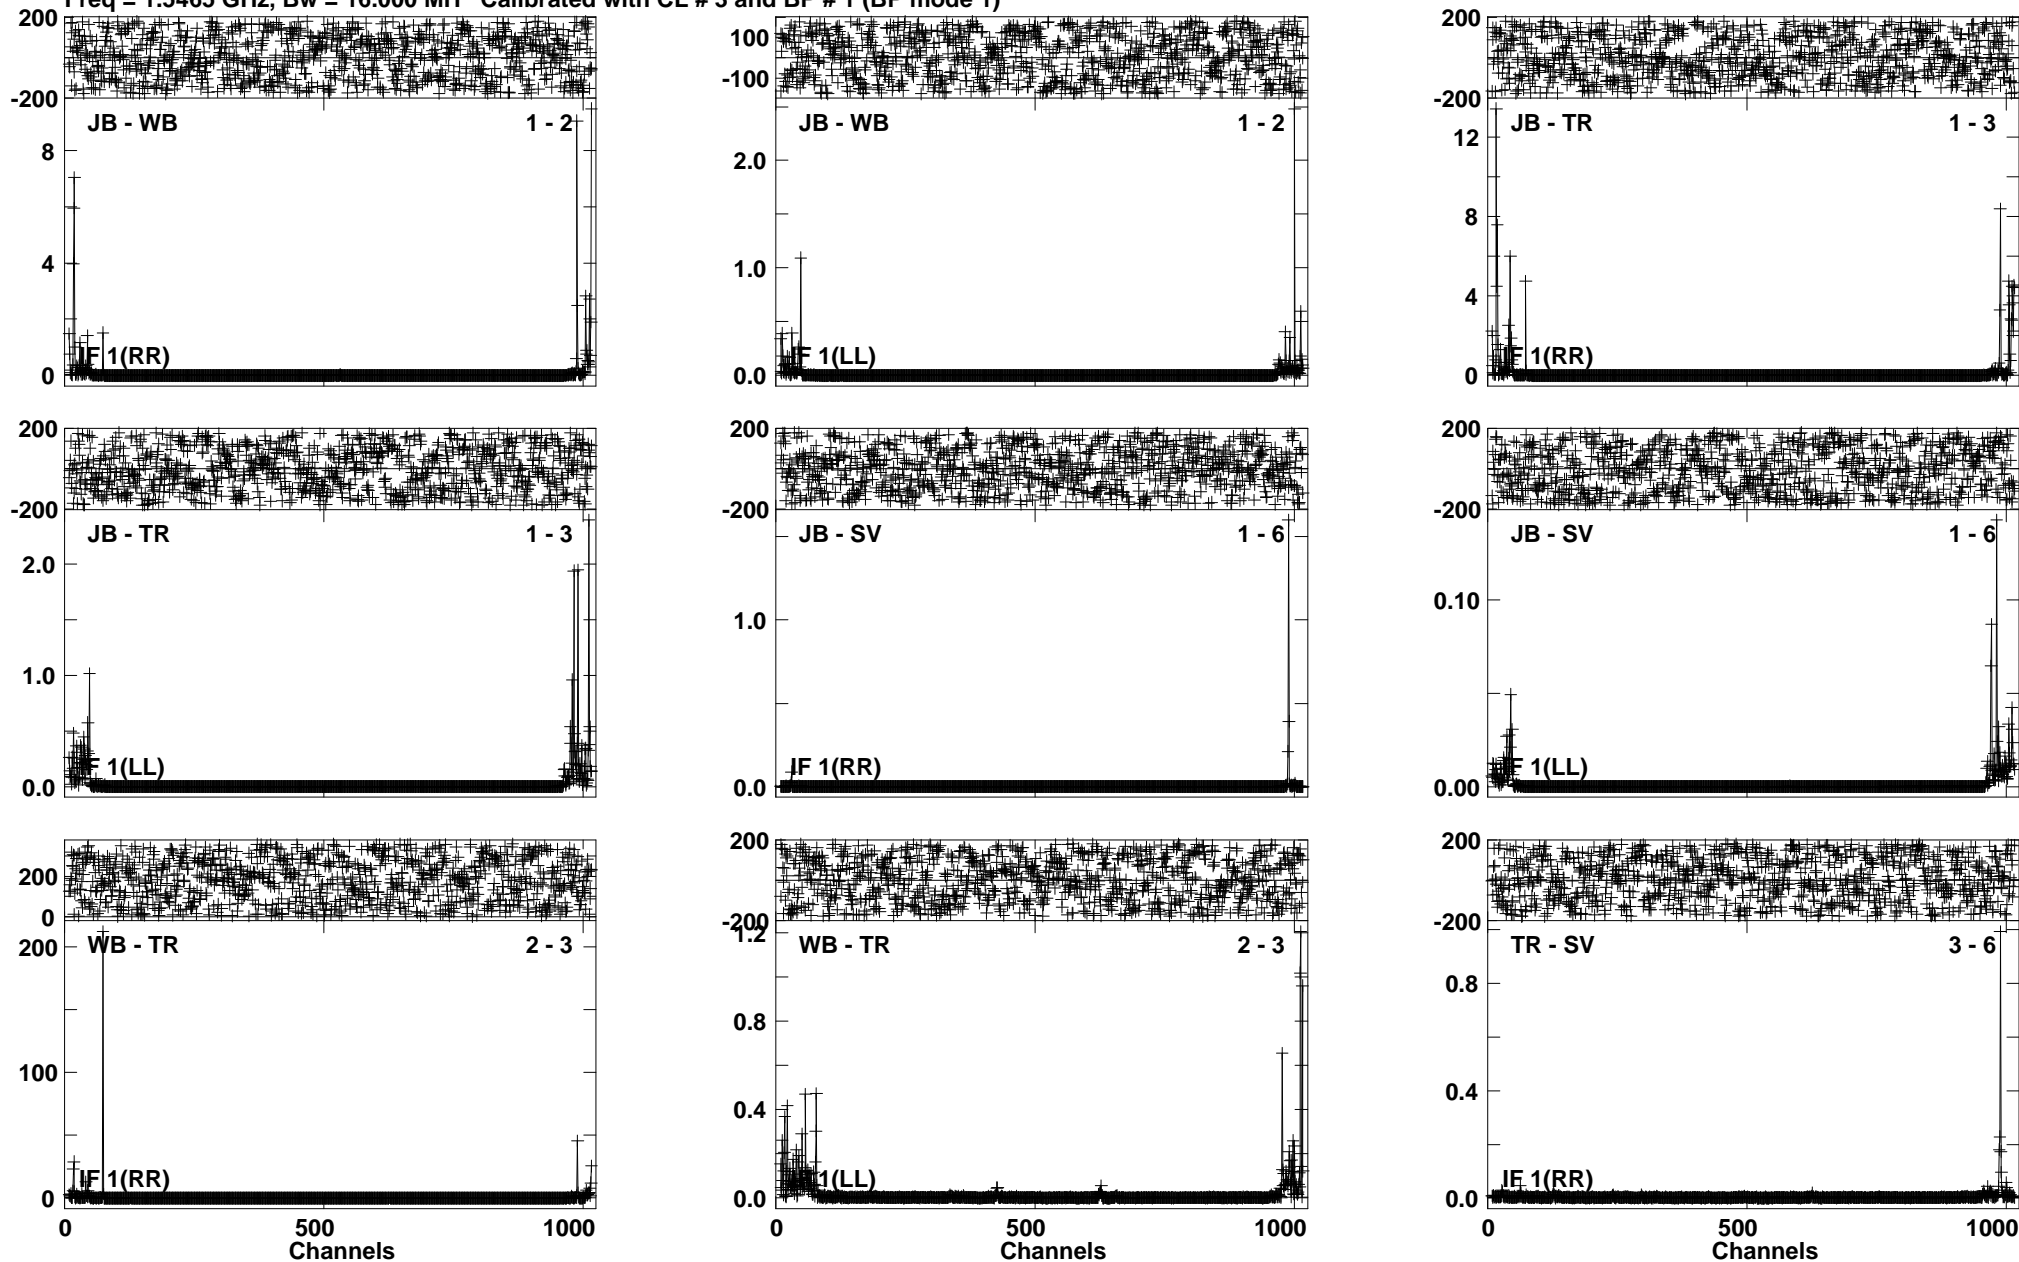 Freq = 1.5465 GHz, Bw = 16.000 MH Calibrated with CL # 3 and BP # 1 (BP mode 1)
200
-200
JB - WB 1 - 2
8
4
0
IF 1(RR)
100
-100
JB - WB 1 - 2
2.0
1.0
0.0
IF 1(LL)
200
-200
JB - TR 1 - 3
12
8
4
0
IF 1(RR)
200
-200
JB - TR 1 - 3
2.0
1.0
0.0
IF 1(LL)
200
-200
JB - SV 1 - 6
1.0
0.0
IF 1(RR)
200
-200
JB - SV 1 - 6
0.10
0.00
IF 1(LL)
200
0
WB - TR 2 - 3
200
100
0
IF 1(RR)
0 500 1000
Channels
200
-200
WB - TR 2 - 3
1.2
0.8
0.4
0.0
IF 1(LL)
0 500 1000
Channels
200
-200
TR - SV 3 - 6
0.8
0.4
0.0
IF 1(RR)
0 500 1000
Channels